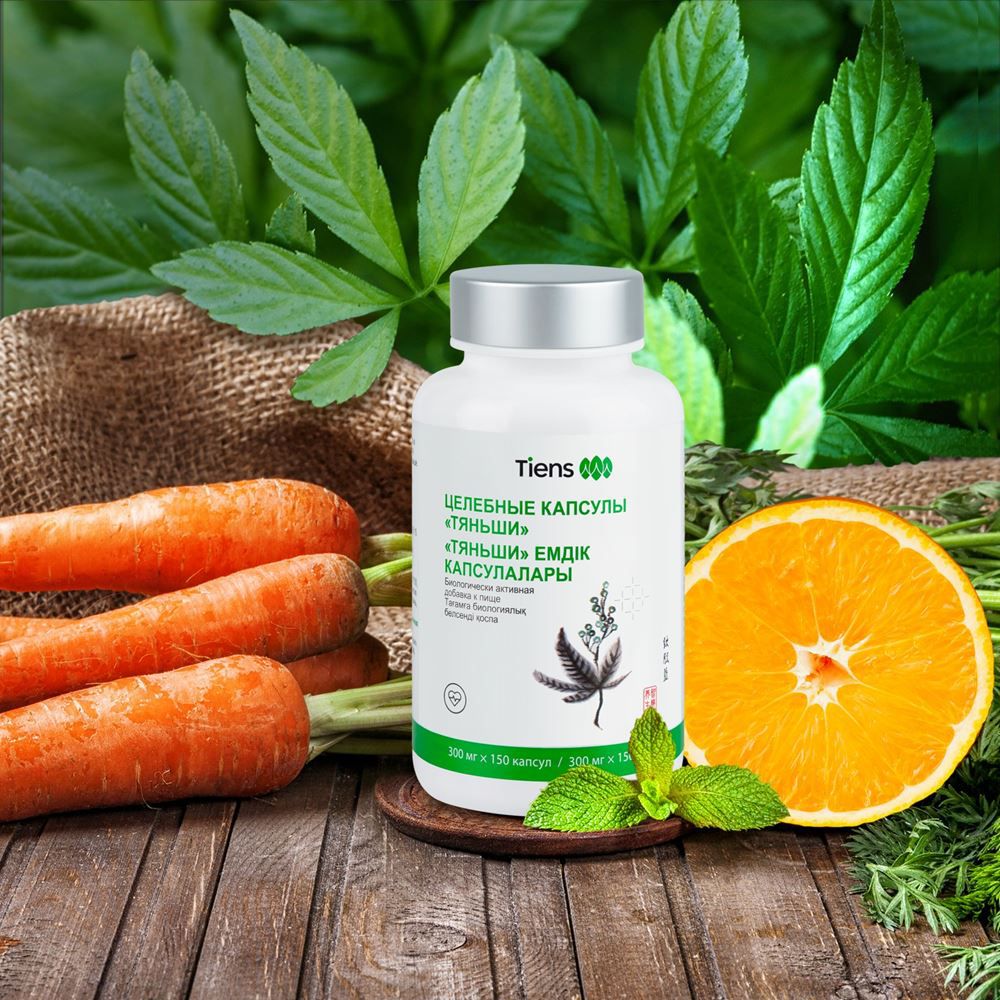 Tiens
ЦЕЛЕБНЫЕ КАПСУЛЫ
«ТЯНЬШИ»
«ТЯНЬШИ» ЕМДІК
КАПСУЛАЛАРЫ
Биологически активная
добавка к пище
Тағамға биологиялық
белсенді қоспа
300 мг × 150 капсул / 300 мг × 15